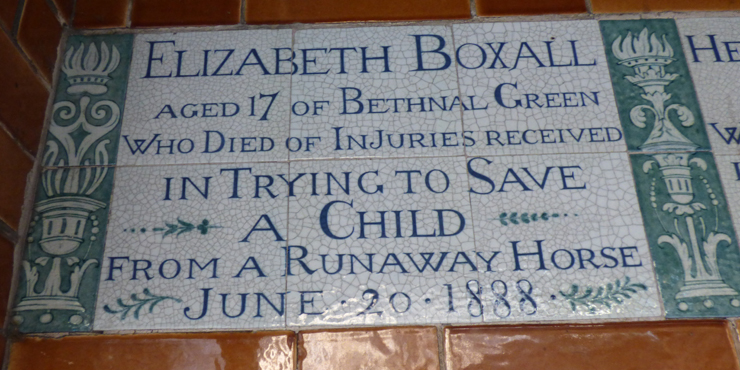 ELIZABETH BOXALL
AGED 17 OF BETHNAL GREEN
WHO DIED OF INJURIES RECEIVED
IN TRYING TO SAVE
A CHILD
FROM A RUNAWAY HORSE
JUNE · 20 · 1888 ·